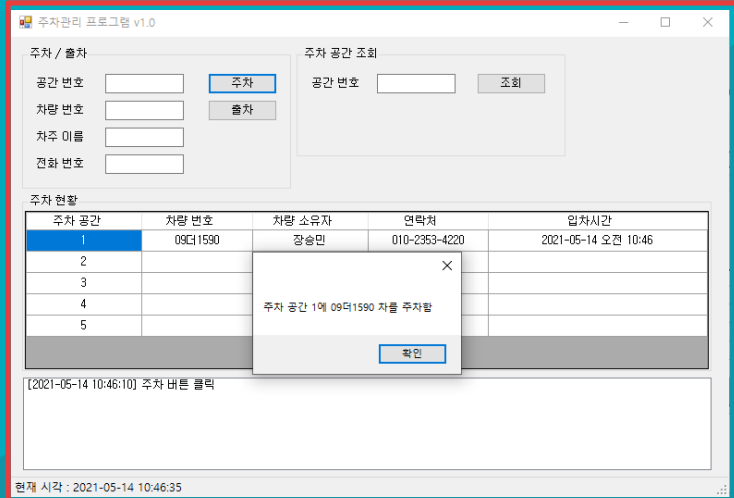 주차관리 프로그램 v1.0
주차 / 출차
공간 번호
주차
차량 번호
출차
차주 이름
전화 번호
주차 공간 조회
공간 번호
조회
주차 현황
주차 공간 차량 번호 차량 소유자 연락처 입차시간
1 09더1590 장승민 010-2353-4220 2021-05-14 오전 10:46
2
3
4
5
주차 공간 1에 09더1590 차를 주차함
확인
[2021-05-14 10:46:10] 주차 버튼 클릭
현재 시각 : 2021-05-14 10:46:35